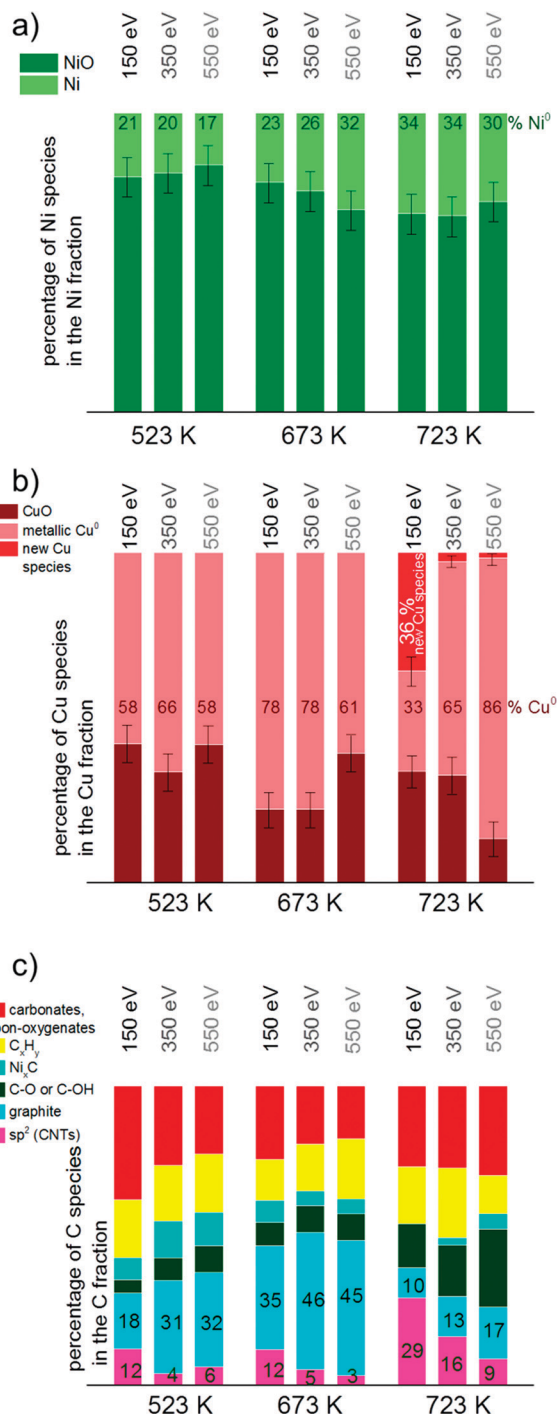 a)
150 eV
350 eV
550 eV
150 eV
350 eV
550 eV
150 eV
350 eV
550 eV
NiO
Ni
21 20 17 23 26 32 34 34 30 % Ni⁰
percentage of Ni species
in the Ni fraction
523 K 673 K 723 K
b)
150 eV
350 eV
550 eV
150 eV
350 eV
550 eV
150 eV
350 eV
550 eV
CuO
metallic Cu⁰
new Cu
species
36 %
new Cu species
58 66 58 78 78 61 33 65 86 % Cu⁰
percentage of Cu species
in the Cu fraction
523 K 673 K 723 K
c)
150 eV
350 eV
550 eV
150 eV
350 eV
550 eV
150 eV
350 eV
550 eV
carbonates,
on-oxygenates
CₓHᵧ
NiₓC
C-O or C-OH
graphite
sp² (CNTs)
18 31 32 35 46 45 10 13 17
12 4 6 12 5 3 29 16 9
percentage of C species
in the C fraction
523 K 673 K 723 K